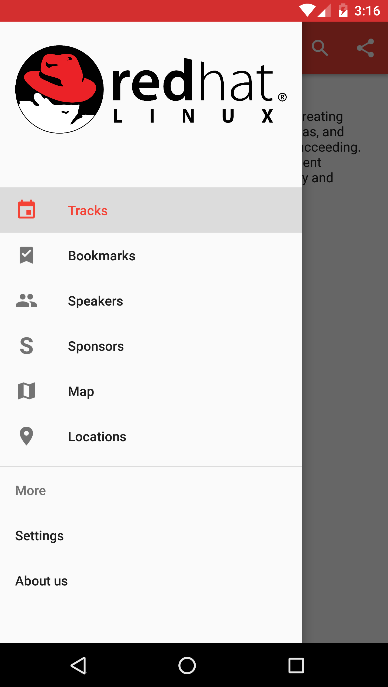 3:16
redhat®
LINUX
Tracks
Bookmarks
Speakers
Sponsors
Map
Locations
More
Settings
About us
reating
as, and
ucceeding.
ent
y and